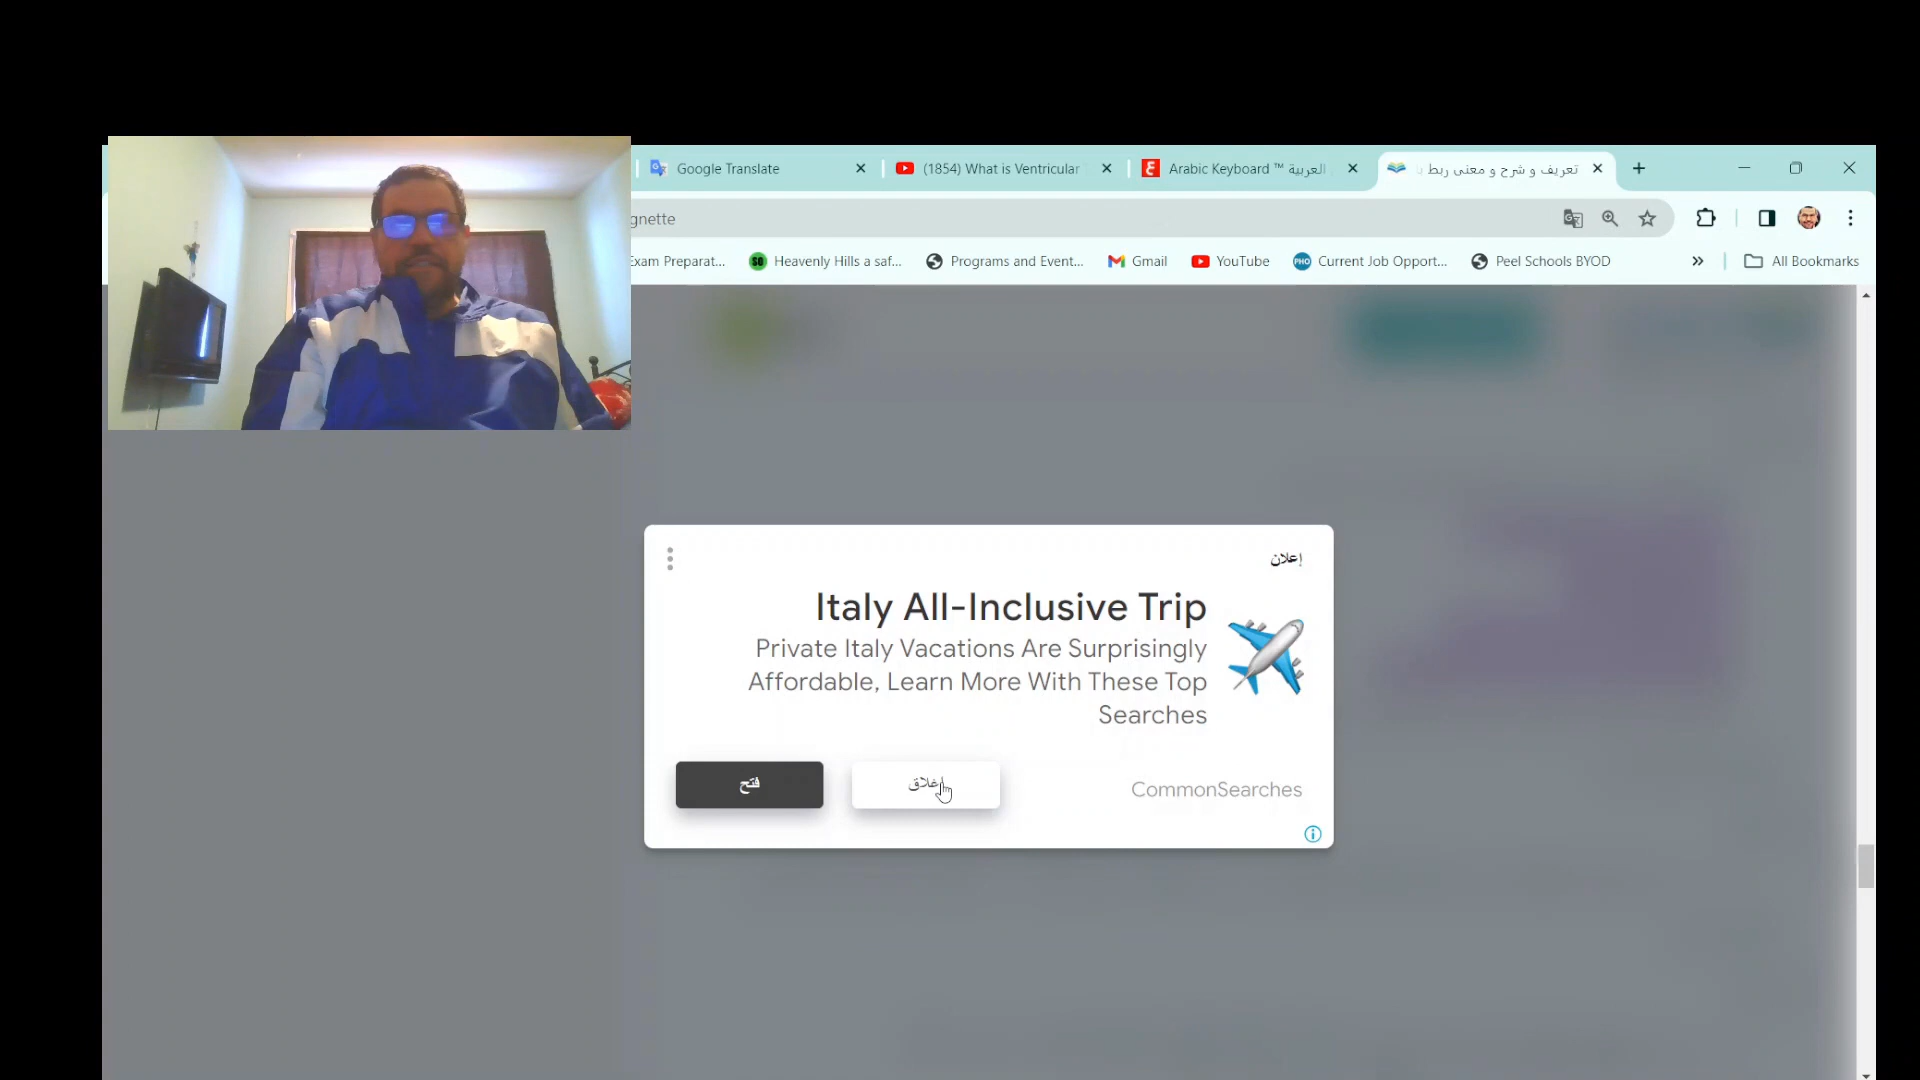 Google Translate
(1854) What is Ventricular
Arabic Keyboard ™ العربية
تعريف و شرح و معنى ربط
gnette
Exam Preparat...
SO
Heavenly Hills a saf...
Programs and Event...
Gmail
YouTube
PHO
Current Job Opport...
Peel Schools BYOD
All Bookmarks
إعلان
Italy All-Inclusive Trip
Private Italy Vacations Are Surprisingly
Affordable, Learn More With These Top
Searches
فتح
إغلاق
CommonSearches